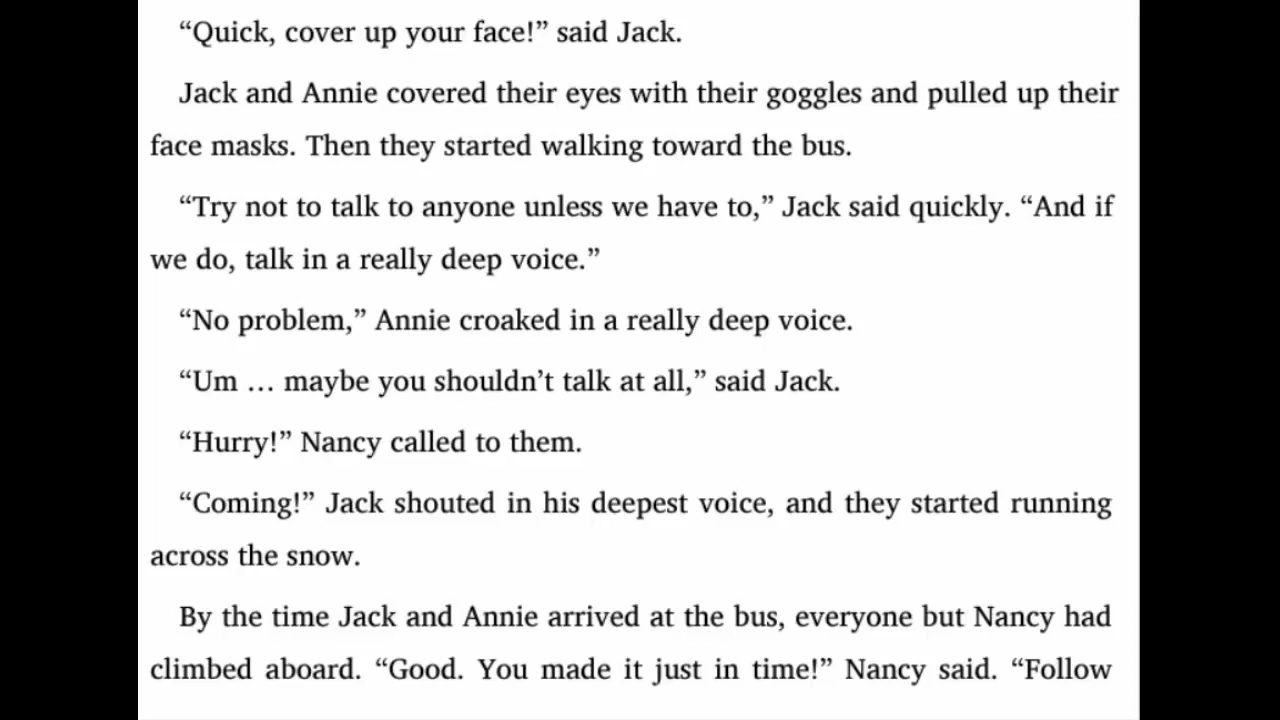 “Quick, cover up your face!” said Jack.
Jack and Annie covered their eyes with their goggles and pulled up their
face masks. Then they started walking toward the bus.
“Try not to talk to anyone unless we have to,” Jack said quickly. “And if
we do, talk in a really deep voice.”
“No problem,” Annie croaked in a really deep voice.
“Um … maybe you shouldn’t talk at all,” said Jack.
“Hurry!” Nancy called to them.
“Coming!” Jack shouted in his deepest voice, and they started running
across the snow.
By the time Jack and Annie arrived at the bus, everyone but Nancy had
climbed aboard. “Good. You made it just in time!” Nancy said. “Follow